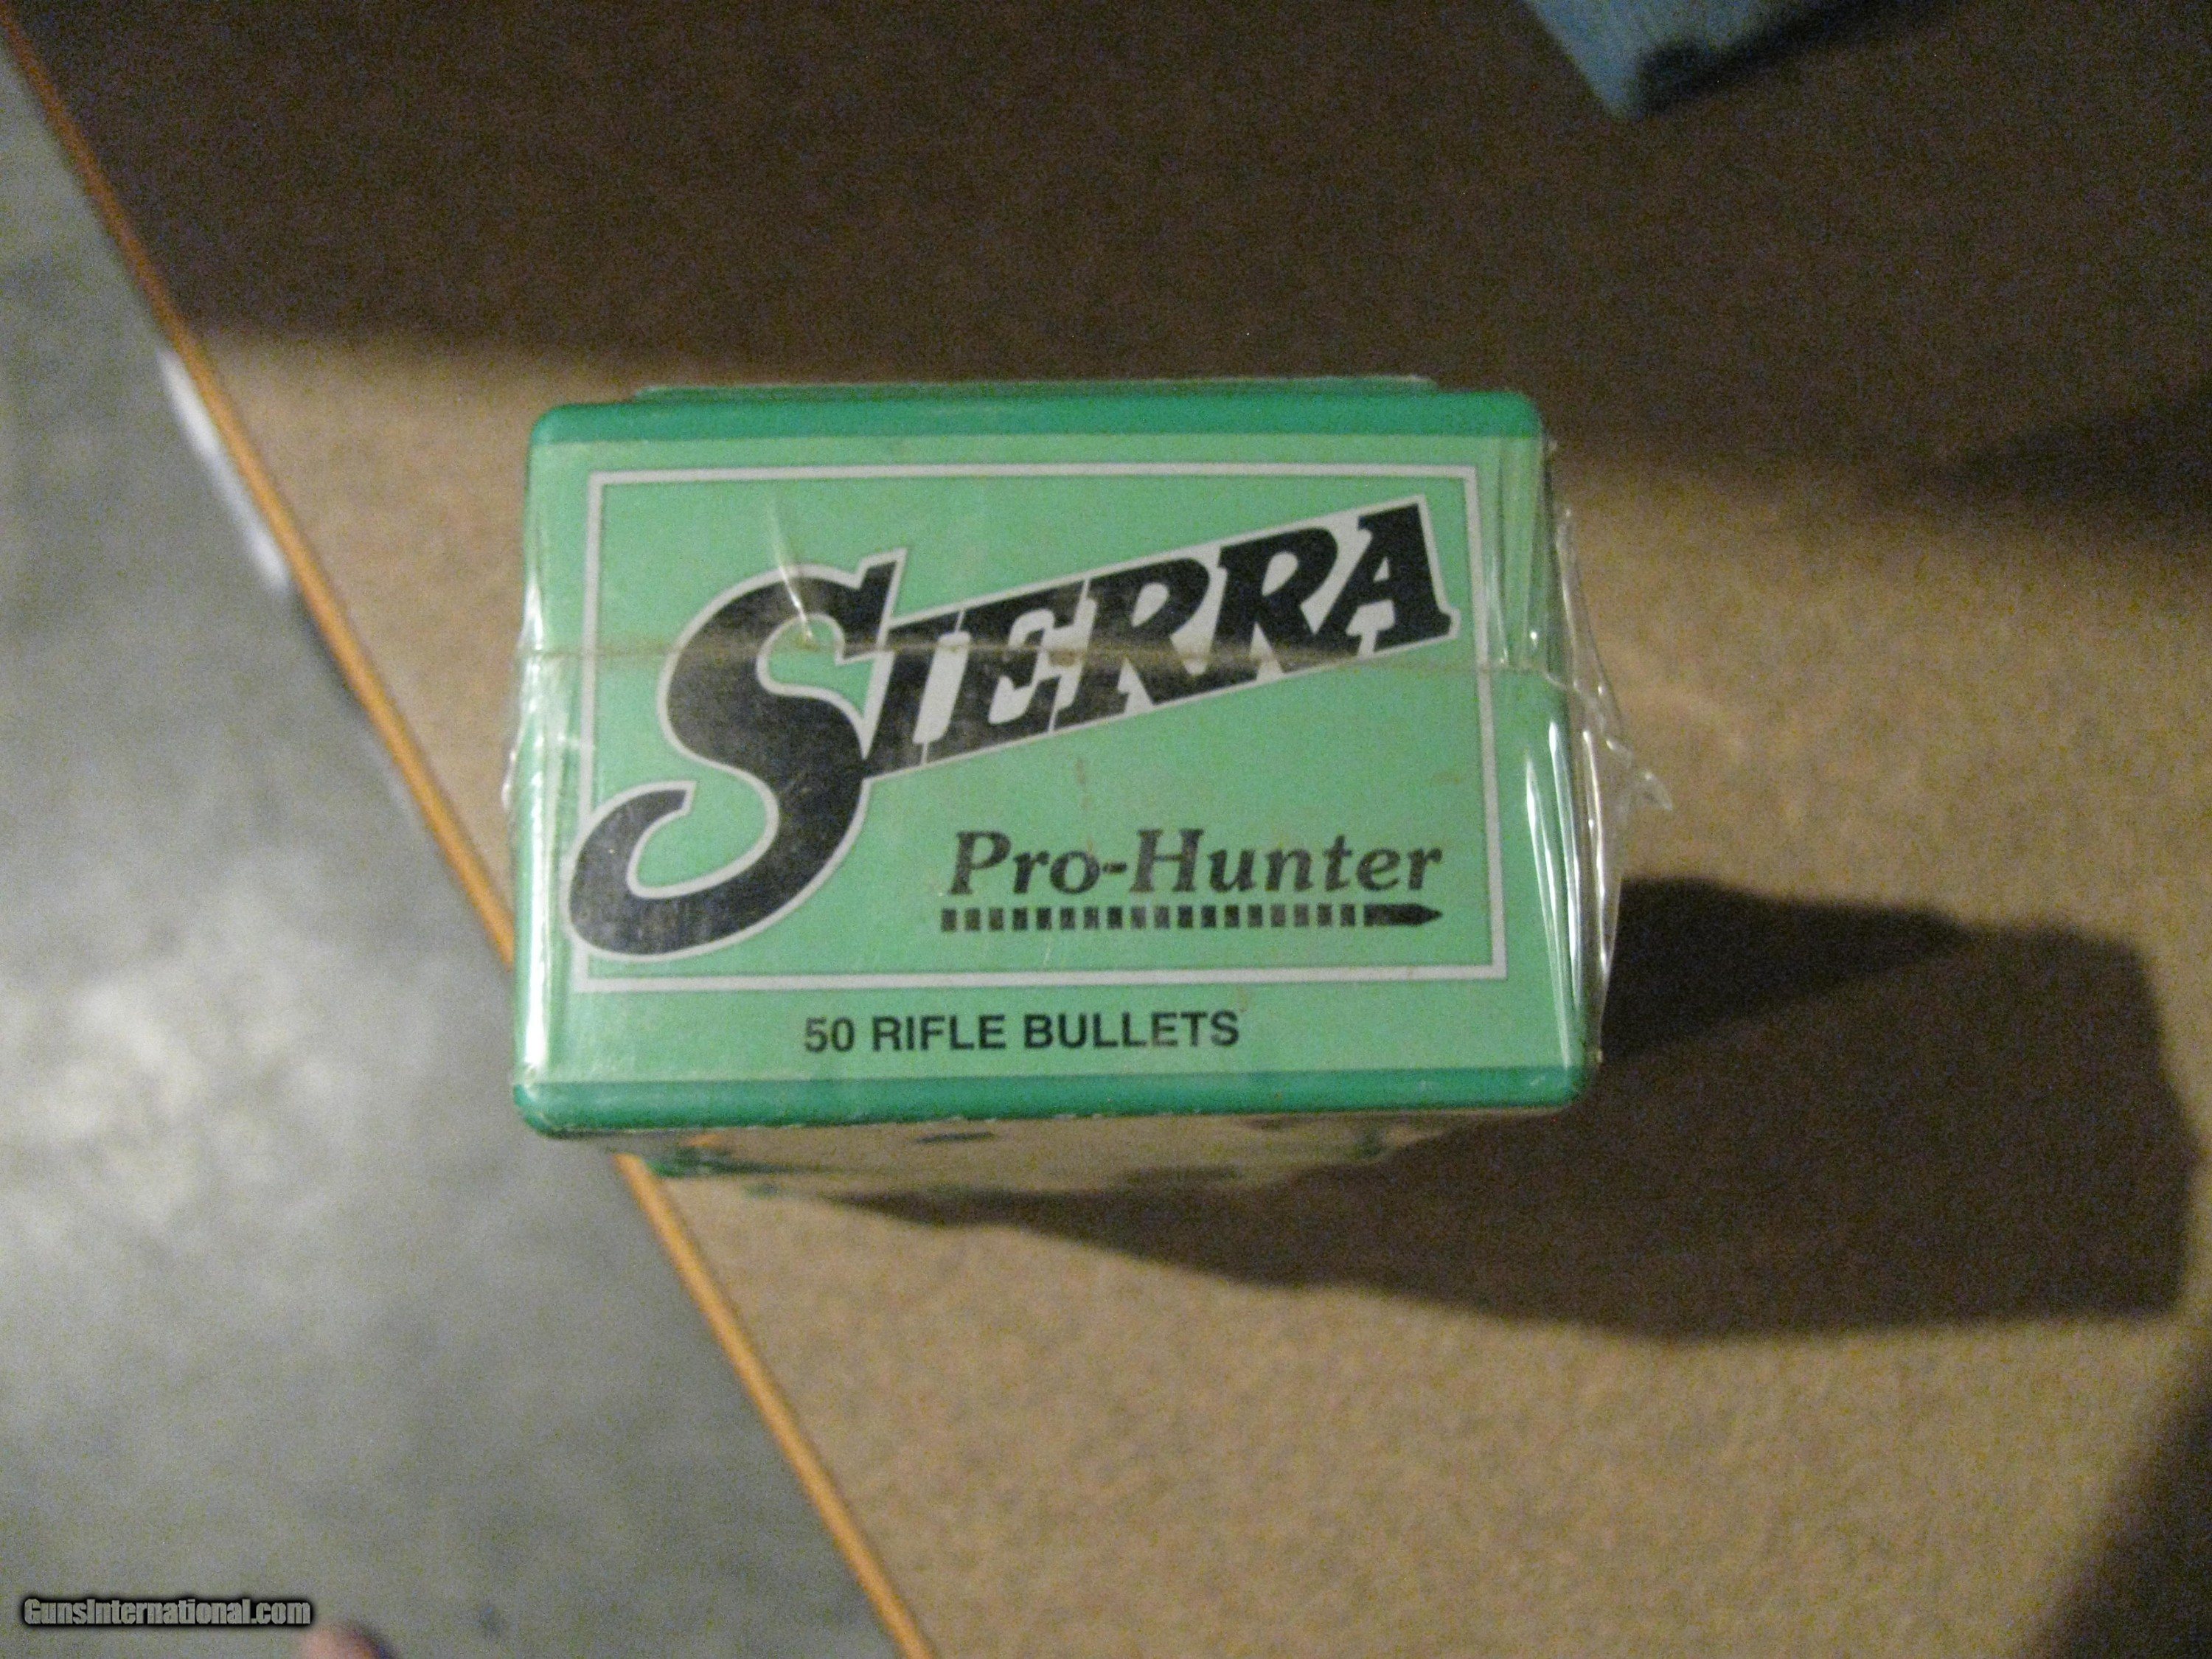 SIERRA
Pro-Hunter
50 RIFLE BULLETS
GunsInternational.com